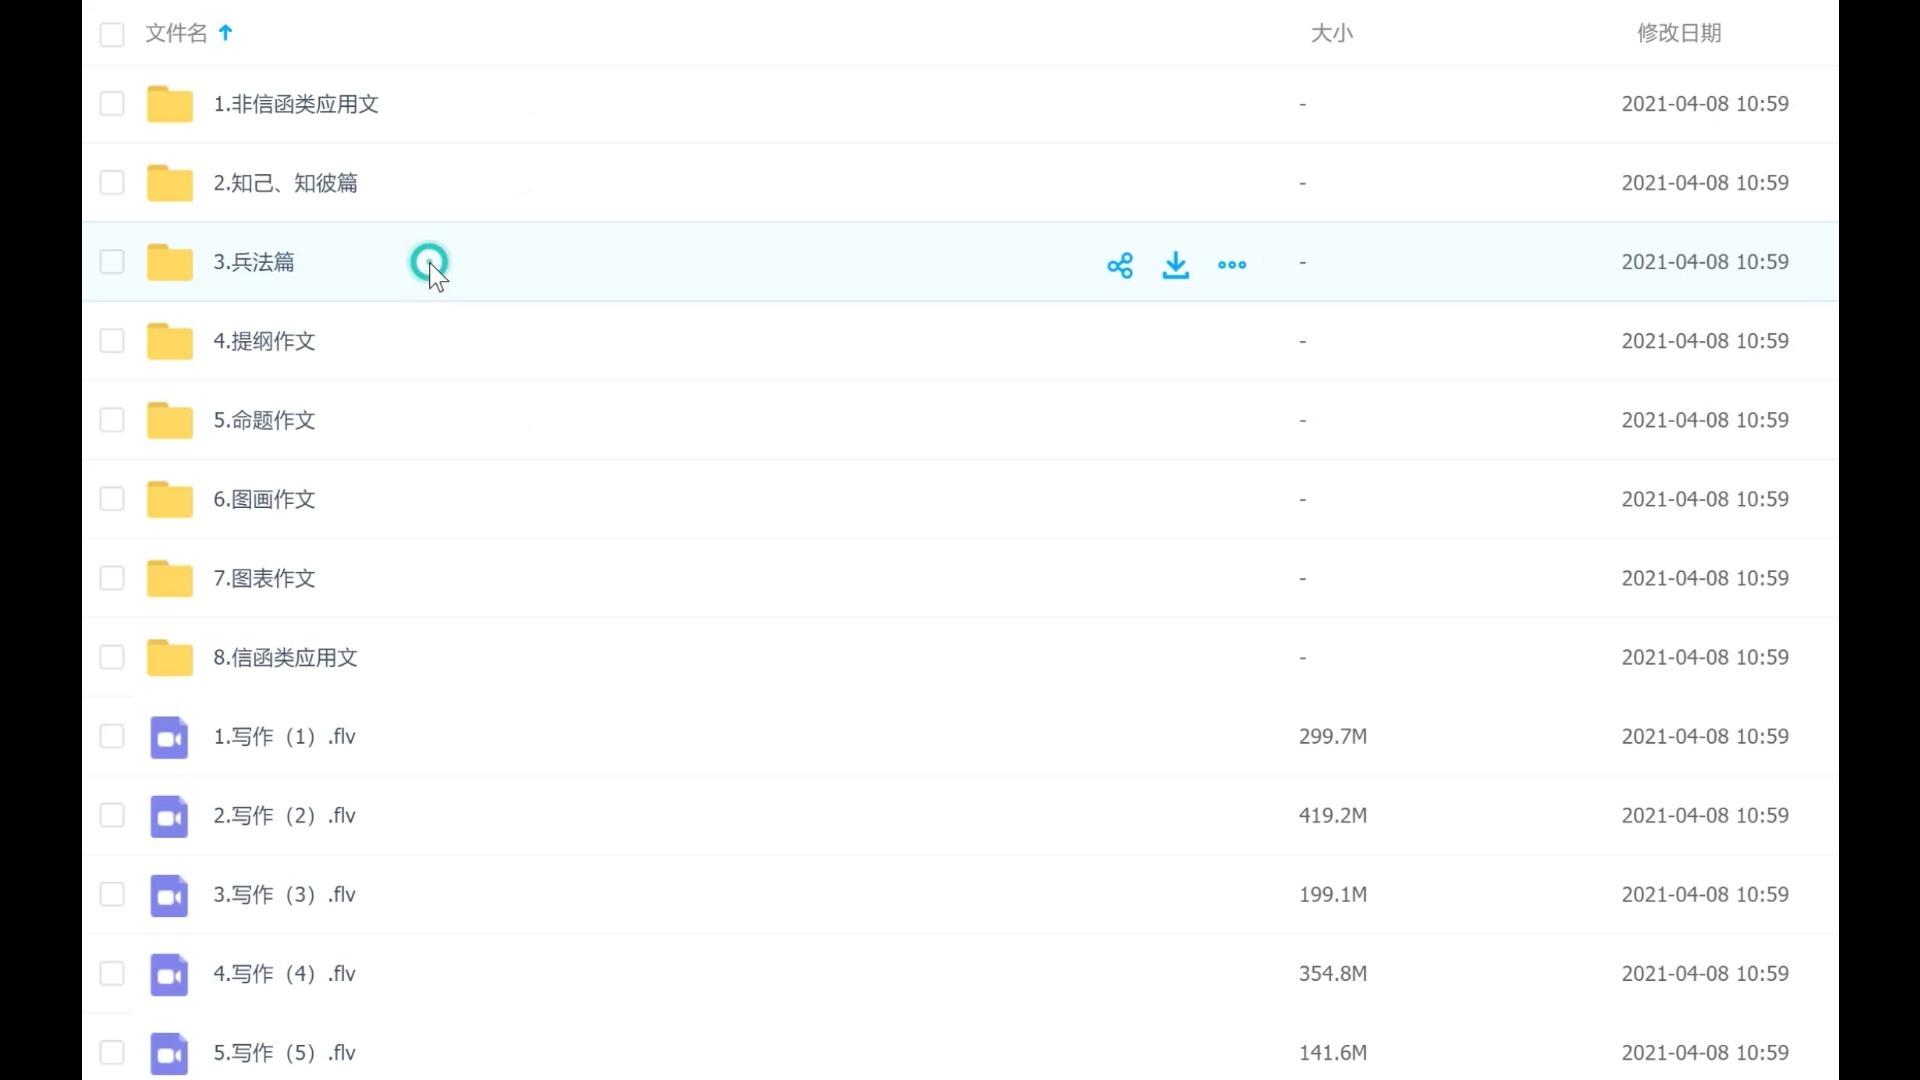 文件名 大小 修改日期
1.非信函类应用文 - 2021-04-08 10:59
2.知己、知彼篇 - 2021-04-08 10:59
3.兵法篇 - 2021-04-08 10:59
4.提纲作文 - 2021-04-08 10:59
5.命题作文 - 2021-04-08 10:59
6.图画作文 - 2021-04-08 10:59
7.图表作文 - 2021-04-08 10:59
8.信函类应用文 - 2021-04-08 10:59
1.写作（1）.flv 299.7M 2021-04-08 10:59
2.写作（2）.flv 419.2M 2021-04-08 10:59
3.写作（3）.flv 199.1M 2021-04-08 10:59
4.写作（4）.flv 354.8M 2021-04-08 10:59
5.写作（5）.flv 141.6M 2021-04-08 10:59